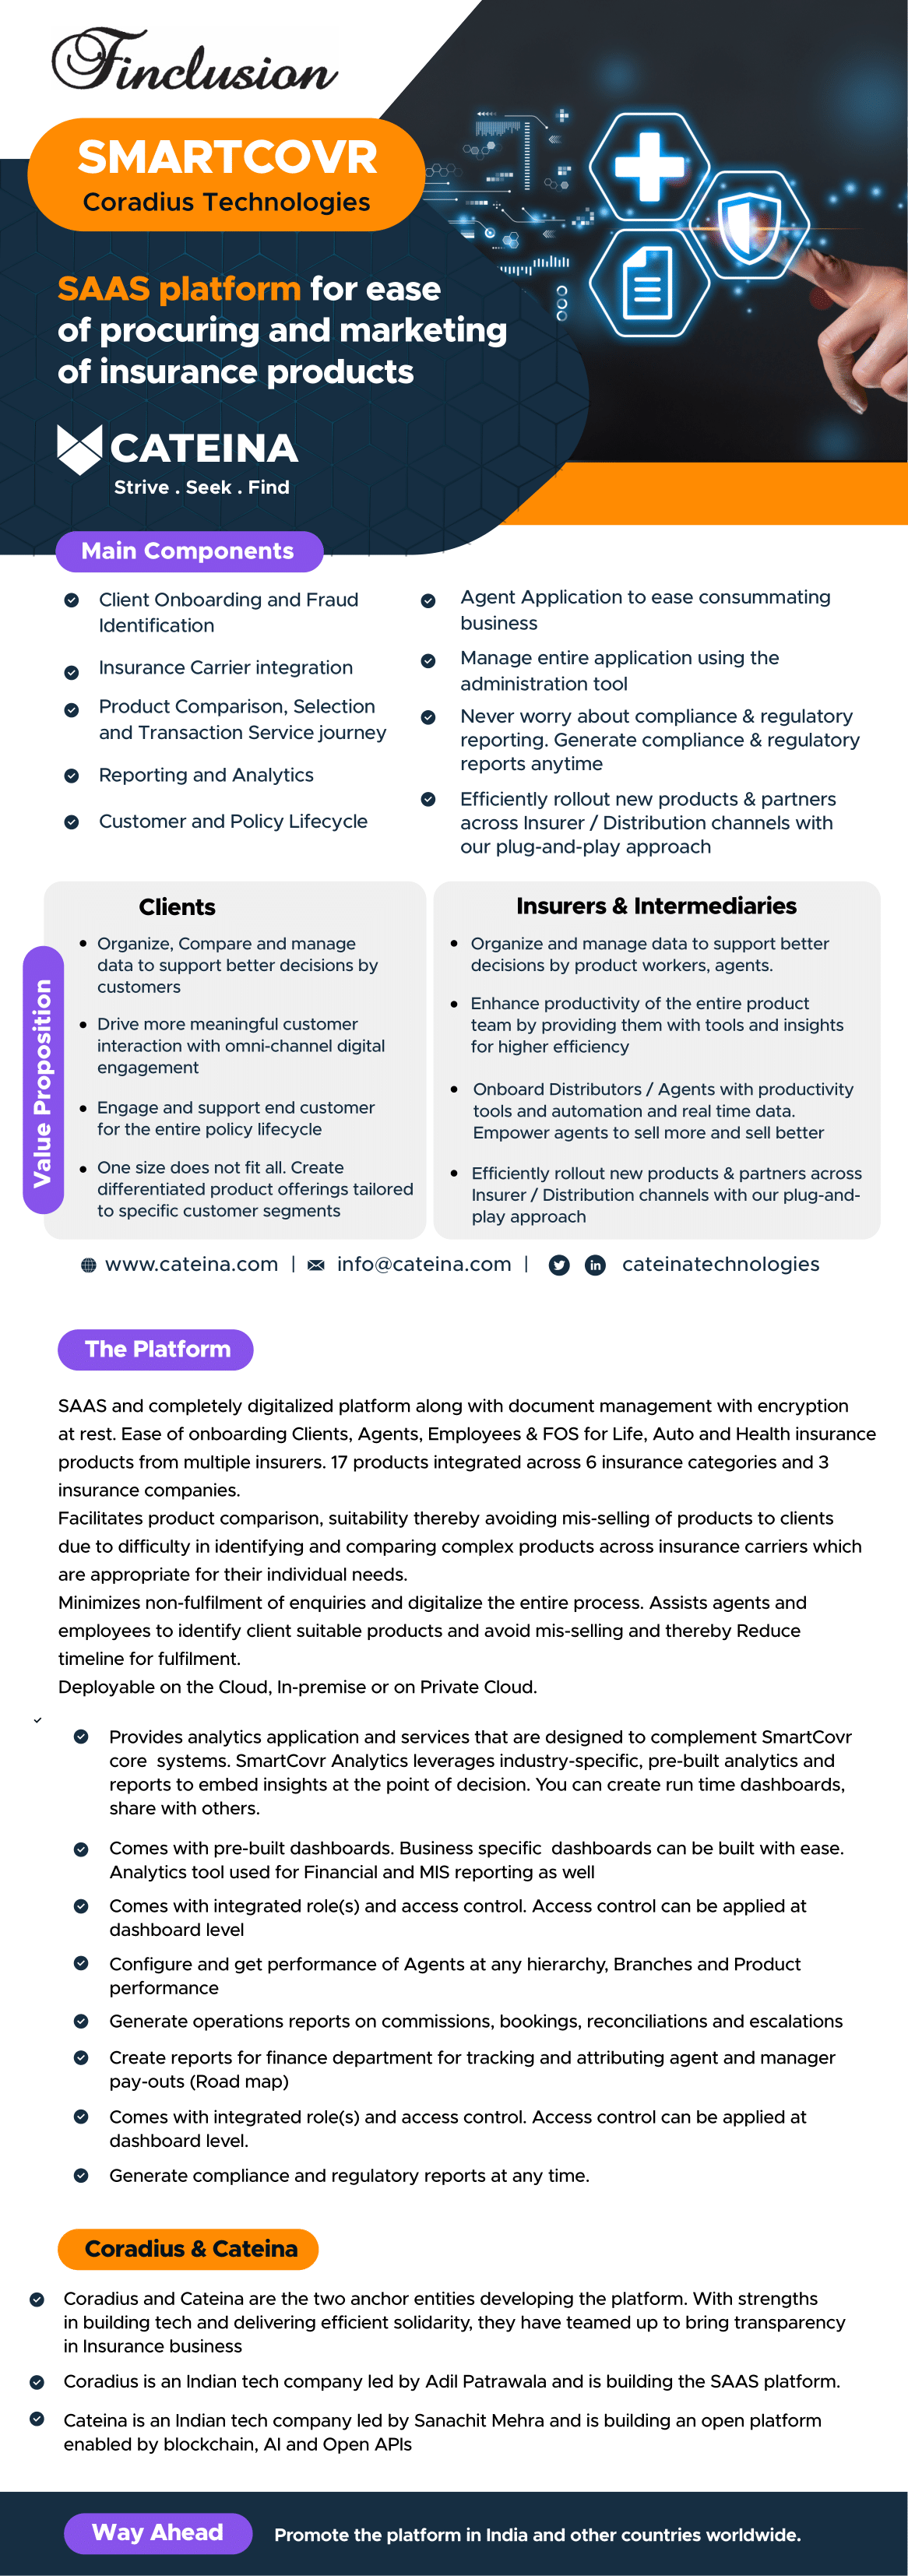 Finclusion
SMARTCOVR
Coradius Technologies
SAAS platform for ease
of procuring and marketing
of insurance products
CATEINA
Strive . Seek . Find
Main Components
Client Onboarding and Fraud
Identification
Insurance Carrier integration
Product Comparison, Selection
and Transaction Service journey
Reporting and Analytics
Customer and Policy Lifecycle
Agent Application to ease consummating
business
Manage entire application using the
administration tool
Never worry about compliance & regulatory
reporting. Generate compliance & regulatory
reports anytime
Efficiently rollout new products & partners
across Insurer / Distribution channels with
our plug-and-play approach
Value Proposition
Clients
Organize, Compare and manage
data to support better decisions by
customers
Drive more meaningful customer
interaction with omni-channel digital
engagement
Engage and support end customer
for the entire policy lifecycle
One size does not fit all. Create
differentiated product offerings tailored
to specific customer segments
Insurers & Intermediaries
Organize and manage data to support better
decisions by product workers, agents.
Enhance productivity of the entire product
team by providing them with tools and insights
for higher efficiency
Onboard Distributors / Agents with productivity
tools and automation and real time data.
Empower agents to sell more and sell better
Efficiently rollout new products & partners across
Insurer / Distribution channels with our plug-and-
play approach
www.cateina.com | info@cateina.com | cateinatechnologies
The Platform
SAAS and completely digitalized platform along with document management with encryption
at rest. Ease of onboarding Clients, Agents, Employees & FOS for Life, Auto and Health insurance
products from multiple insurers. 17 products integrated across 6 insurance categories and 3
insurance companies.
Facilitates product comparison, suitability thereby avoiding mis-selling of products to clients
due to difficulty in identifying and comparing complex products across insurance carriers which
are appropriate for their individual needs.
Minimizes non-fulfilment of enquiries and digitalize the entire process. Assists agents and
employees to identify client suitable products and avoid mis-selling and thereby Reduce
timeline for fulfilment.
Deployable on the Cloud, In-premise or on Private Cloud.
Provides analytics application and services that are designed to complement SmartCovr
core systems. SmartCovr Analytics leverages industry-specific, pre-built analytics and
reports to embed insights at the point of decision. You can create run time dashboards,
share with others.
Comes with pre-built dashboards. Business specific dashboards can be built with ease.
Analytics tool used for Financial and MIS reporting as well
Comes with integrated role(s) and access control. Access control can be applied at
dashboard level
Configure and get performance of Agents at any hierarchy, Branches and Product
performance
Generate operations reports on commissions, bookings, reconciliations and escalations
Create reports for finance department for tracking and attributing agent and manager
pay-outs (Road map)
Comes with integrated role(s) and access control. Access control can be applied at
dashboard level.
Generate compliance and regulatory reports at any time.
Coradius & Cateina
Coradius and Cateina are the two anchor entities developing the platform. With strengths
in building tech and delivering efficient solidarity, they have teamed up to bring transparency
in Insurance business
Coradius is an Indian tech company led by Adil Patrawala and is building the SAAS platform.
Cateina is an Indian tech company led by Sanachit Mehra and is building an open platform
enabled by blockchain, AI and Open APIs
Way Ahead
Promote the platform in India and other countries worldwide.